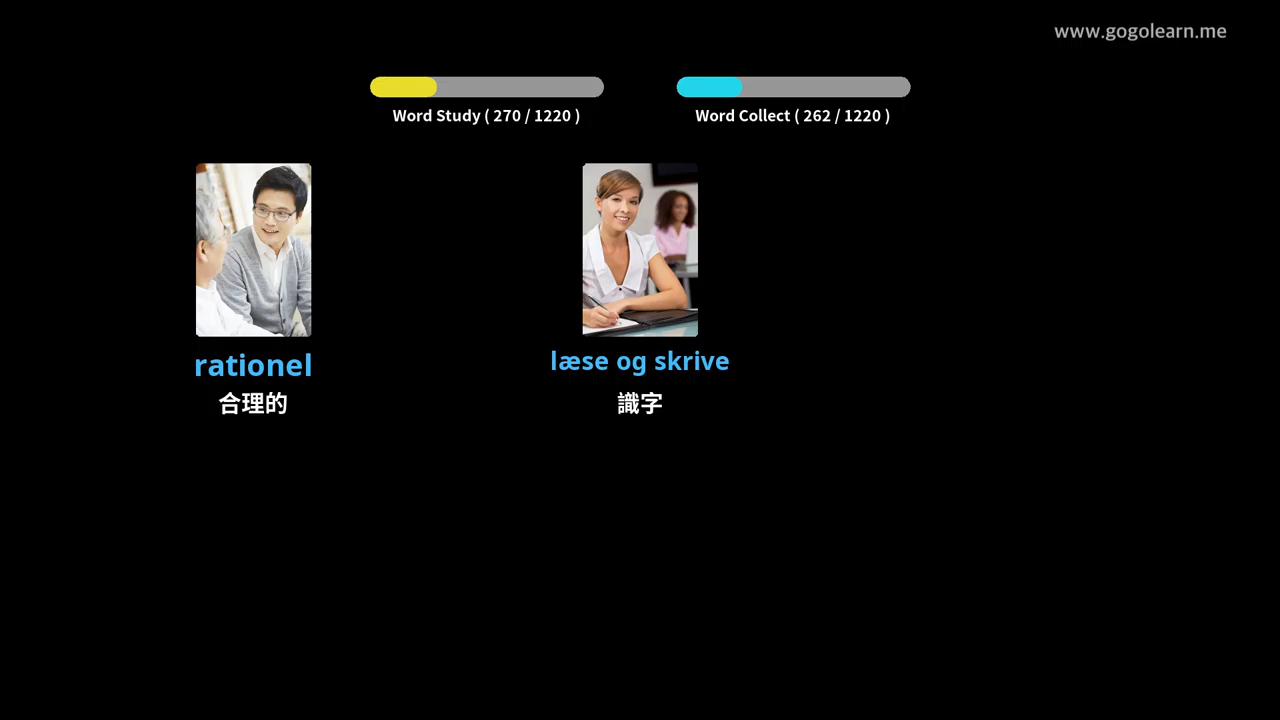 www.gogolearn.me
Word Study ( 270 / 1220 )
Word Collect ( 262 / 1220 )
rationel
合理的
læse og skrive
識字